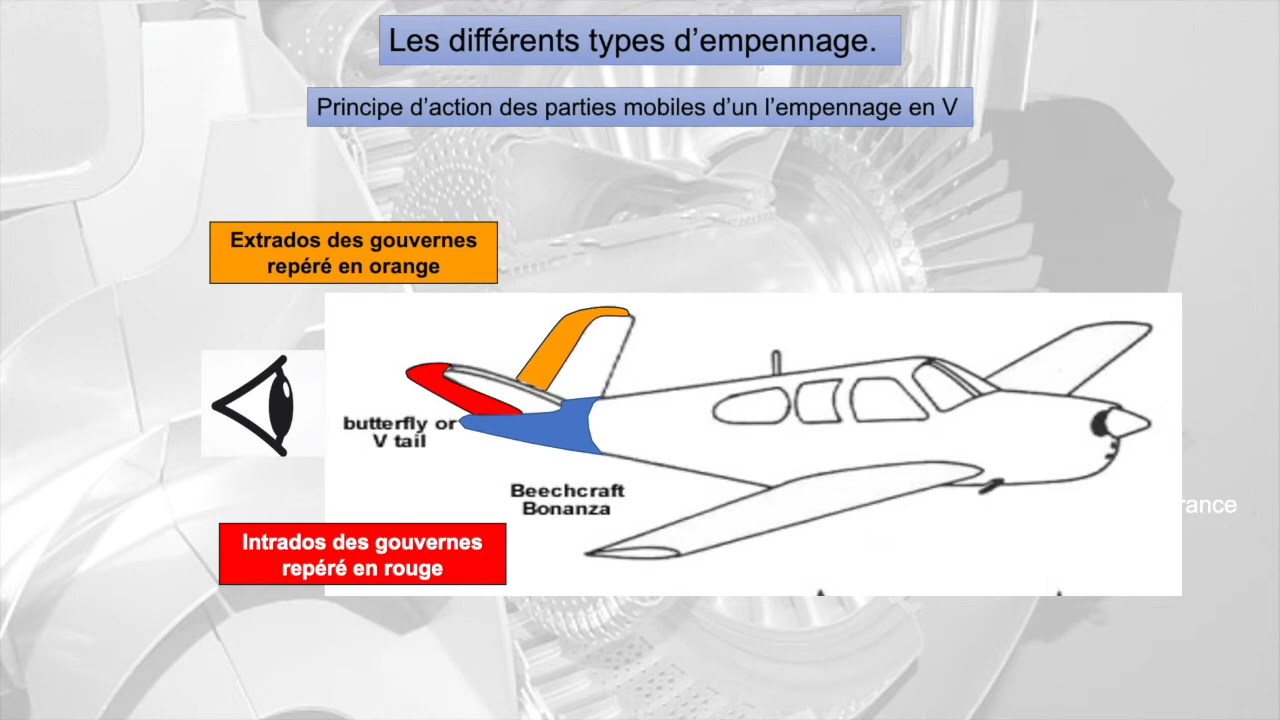 Les différents types d’empennage.
Principe d’action des parties mobiles d’un l’empennage en V
Extrados des gouvernes
repéré en orange
butterfly or
V tail
Beechcraft
Bonanza
rance
Intrados des gouvernes
repéré en rouge